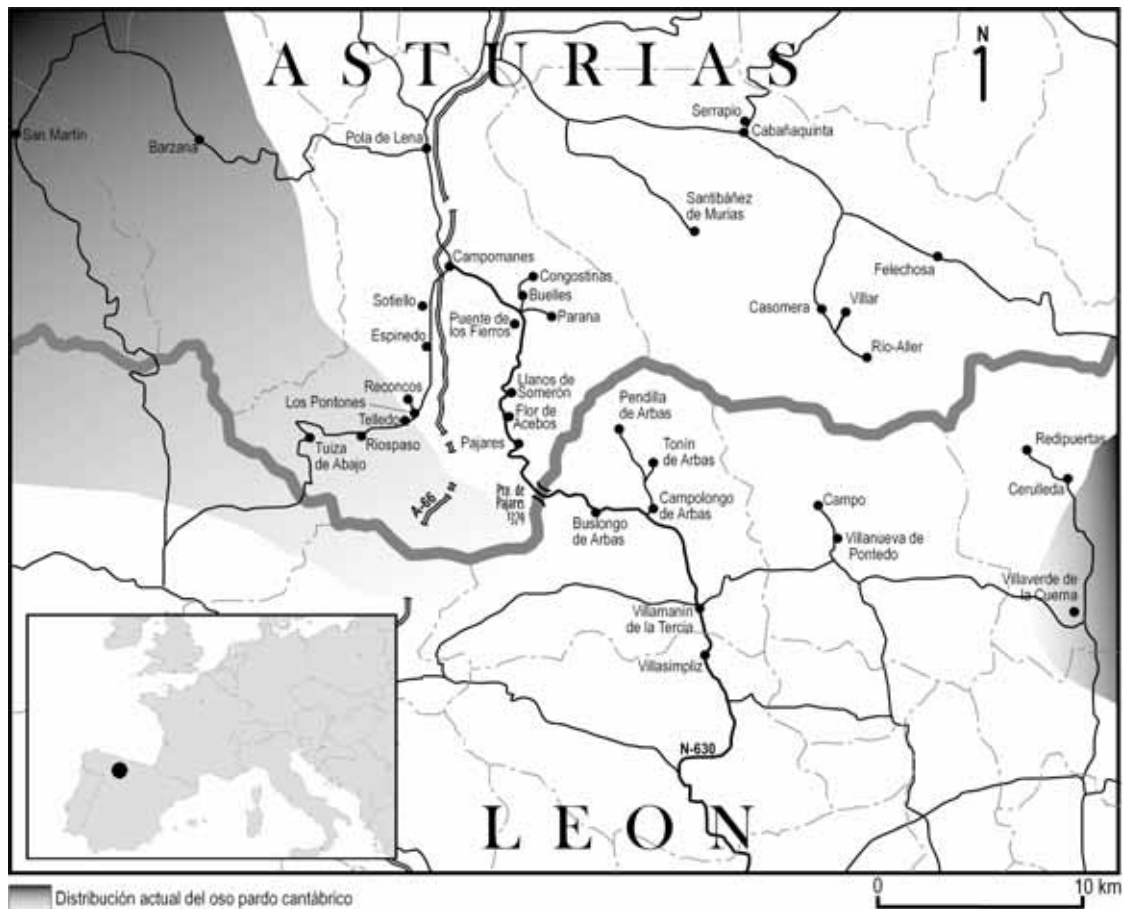 ASTURIAS
N
1
San Martín
Barzana
Pola de Lena
Serrapio
Cabañaquinta
Santibáñez
de Murias
Felechosa
Campomanes
Congostinas
Buelles
Parana
Puente de
los Fierros
Sotiello
Espinedo
Casomera
Villar
Río-Aller
Reconcos
Los Pontones
Telledo
Riospaso
Tuiza
de Abajo
Llanos de
Somerón
Flor de
Acebos
Pajares
Pendilla
de Arbas
Tonín
de Arbas
Campolongo
de Arbas
Busiongo
de Arbas
A-66
Pto. de
Pajares
1379
Redipuertas
Cerulleda
Campo
Villanueva de
Pontedo
Villaverde de
la Cuerna
Villamanín
de la Tercia
Villasimpliz
N-630
LEON
Distribución actual del oso pardo cantábrico
0 10 km